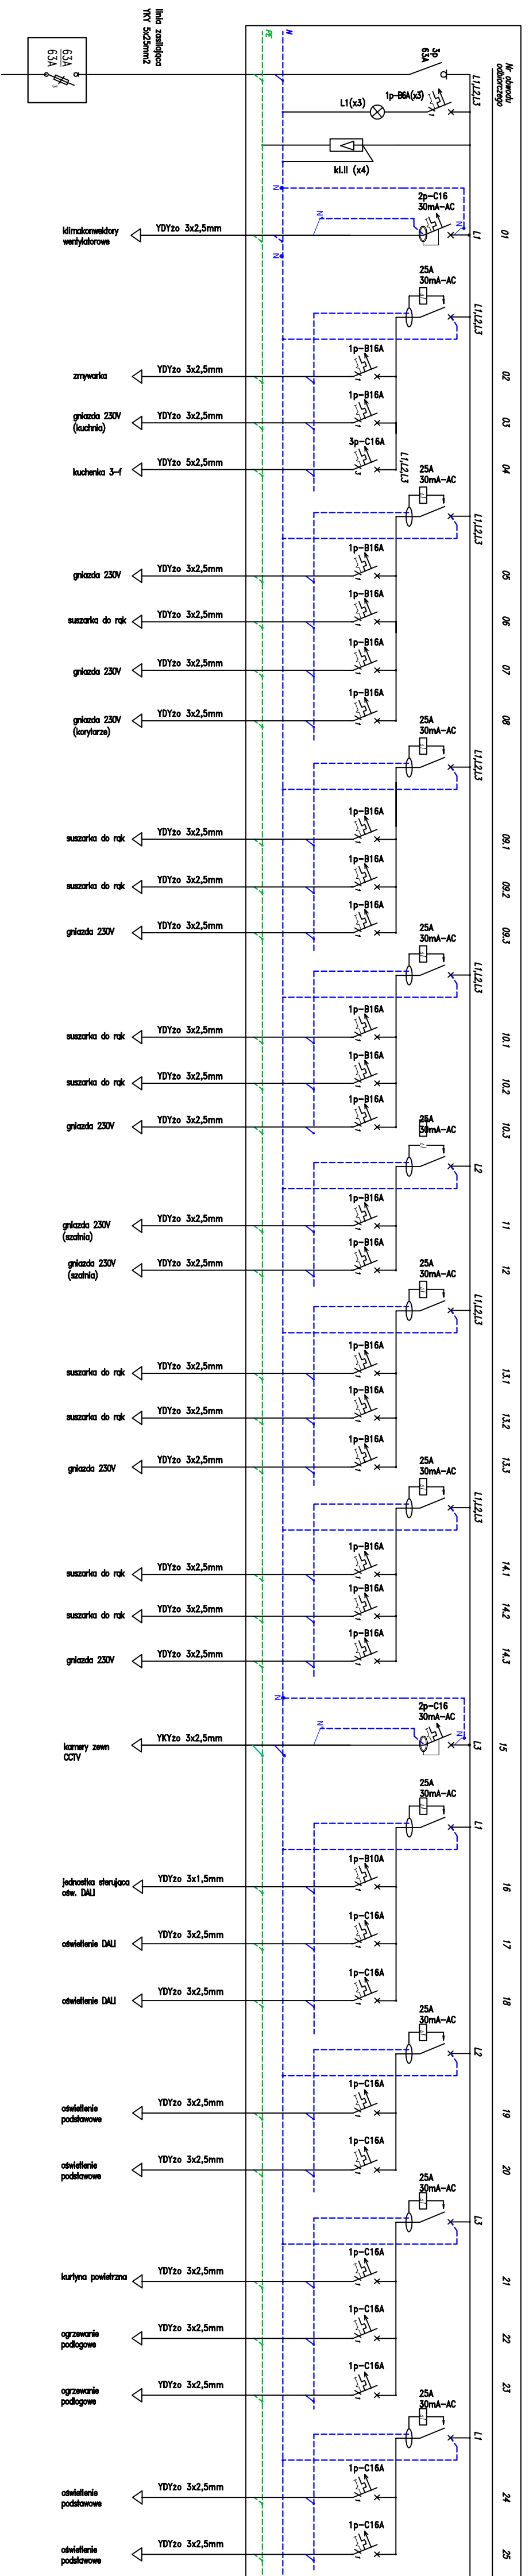 Nr obwodu
odbiorczego
linia zasilająca
YKY 5x25mm2
63A
63A
3
PE
N
3p
63A
L1,L2,L3
1p-B6A(x3)
L1(x3)
kl.II (x4)
01
L1
2p-C16
30mA-AC
N
N
N
N
YDYżo 3x2,5mm
klimakonwektory
wentylatorowe
25A
30mA-AC
L1,L2,L3
02
1p-B16A
YDYżo 3x2,5mm
zmywarka
03
1p-B16A
YDYżo 3x2,5mm
gniazda 230V
(kuchnia)
04
3p-C16A
L1,L2,L3
YDYżo 5x2,5mm
kuchenka 3-f
25A
30mA-AC
L1,L2,L3
05
1p-B16A
YDYżo 3x2,5mm
gniazda 230V
06
1p-B16A
YDYżo 3x2,5mm
suszarka do rąk
07
1p-B16A
YDYżo 3x2,5mm
gniazda 230V
08
1p-B16A
YDYżo 3x2,5mm
gniazda 230V
(korytarze)
25A
30mA-AC
L1,L2,L3
09.1
1p-B16A
YDYżo 3x2,5mm
suszarka do rąk
09.2
1p-B16A
YDYżo 3x2,5mm
suszarka do rąk
09.3
1p-B16A
YDYżo 3x2,5mm
gniazda 230V
25A
30mA-AC
L1,L2,L3
10.1
1p-B16A
YDYżo 3x2,5mm
suszarka do rąk
10.2
1p-B16A
YDYżo 3x2,5mm
suszarka do rąk
10.3
1p-B16A
YDYżo 3x2,5mm
gniazda 230V
25A
30mA-AC
L2
11
1p-B16A
YDYżo 3x2,5mm
gniazda 230V
(szatnia)
12
1p-B16A
YDYżo 3x2,5mm
gniazda 230V
(szatnia)
25A
30mA-AC
L1,L2,L3
13.1
1p-B16A
YDYżo 3x2,5mm
suszarka do rąk
13.2
1p-B16A
YDYżo 3x2,5mm
suszarka do rąk
13.3
1p-B16A
YDYżo 3x2,5mm
gniazda 230V
25A
30mA-AC
L1,L2,L3
14.1
1p-B16A
YDYżo 3x2,5mm
suszarka do rąk
14.2
1p-B16A
YDYżo 3x2,5mm
suszarka do rąk
14.3
1p-B16A
YDYżo 3x2,5mm
gniazda 230V
15
L3
2p-C16
30mA-AC
N
N
N
YKYżo 3x2,5mm
kamery zewn
CCTV
25A
30mA-AC
L1
16
1p-B10A
YDYżo 3x1,5mm
jednostka sterująca
ośw. DALI
17
1p-C16A
YDYżo 3x2,5mm
oświetlenie DALI
18
1p-C16A
YDYżo 3x2,5mm
oświetlenie DALI
25A
30mA-AC
L2
19
1p-C16A
YDYżo 3x2,5mm
oświetlenie
podstawowe
20
1p-C16A
YDYżo 3x2,5mm
oświetlenie
podstawowe
25A
30mA-AC
L3
21
1p-C16A
YDYżo 3x2,5mm
kurtyna powietrzna
22
1p-C16A
YDYżo 3x2,5mm
ogrzewanie
podłogowe
23
1p-C16A
YDYżo 3x2,5mm
ogrzewanie
podłogowe
25A
30mA-AC
L1
24
1p-C16A
YDYżo 3x2,5mm
oświetlenie
podstawowe
25
1p-C16A
YDYżo 3x2,5mm
oświetlenie
podstawowe